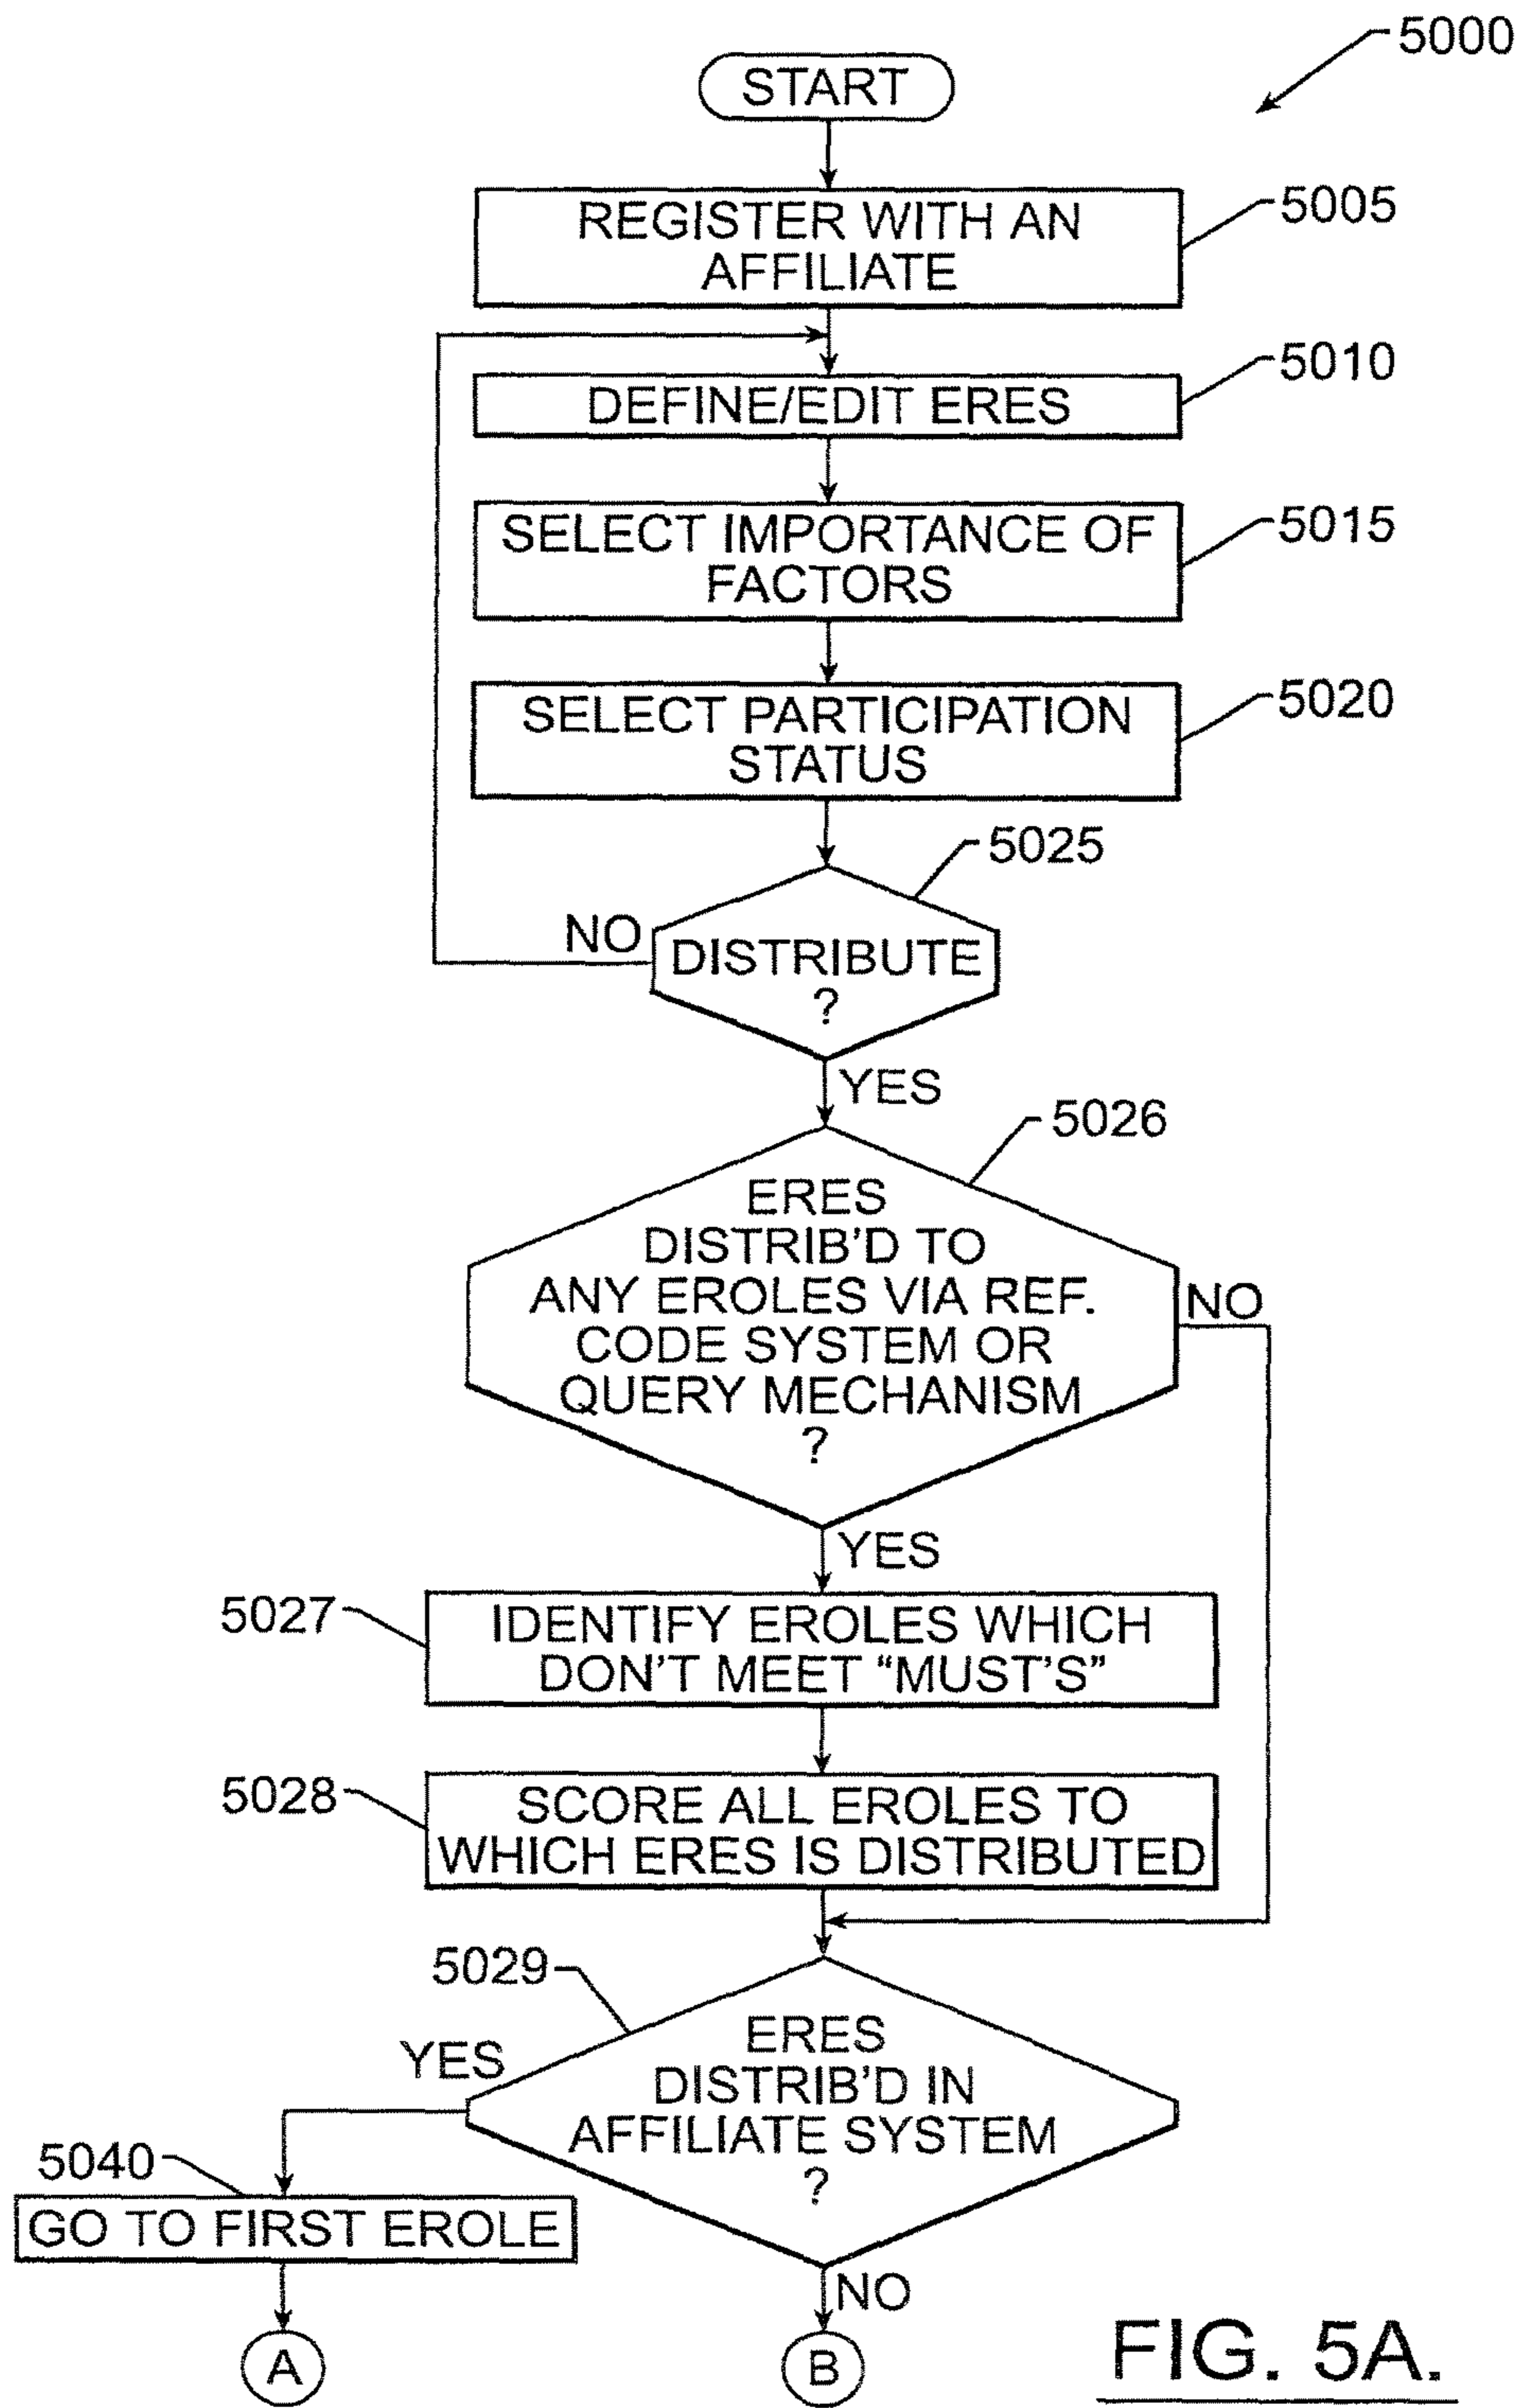 5000
START
REGISTER WITH AN
AFFILIATE
5005
DEFINE/EDIT ERES
5010
SELECT IMPORTANCE OF
FACTORS
5015
SELECT PARTICIPATION
STATUS
5020
5025
NO
DISTRIBUTE
?
YES
5026
ERES
DISTRIB'D TO
ANY EROLES VIA REF.
CODE SYSTEM OR
QUERY MECHANISM
?
NO
YES
5027
IDENTIFY EROLES WHICH
DON'T MEET “MUST'S”
5028
SCORE ALL EROLES TO
WHICH ERES IS DISTRIBUTED
5029
YES
ERES
DISTRIB'D IN
AFFILIATE SYSTEM
?
5040
GO TO FIRST EROLE
NO
A
B
FIG. 5A.